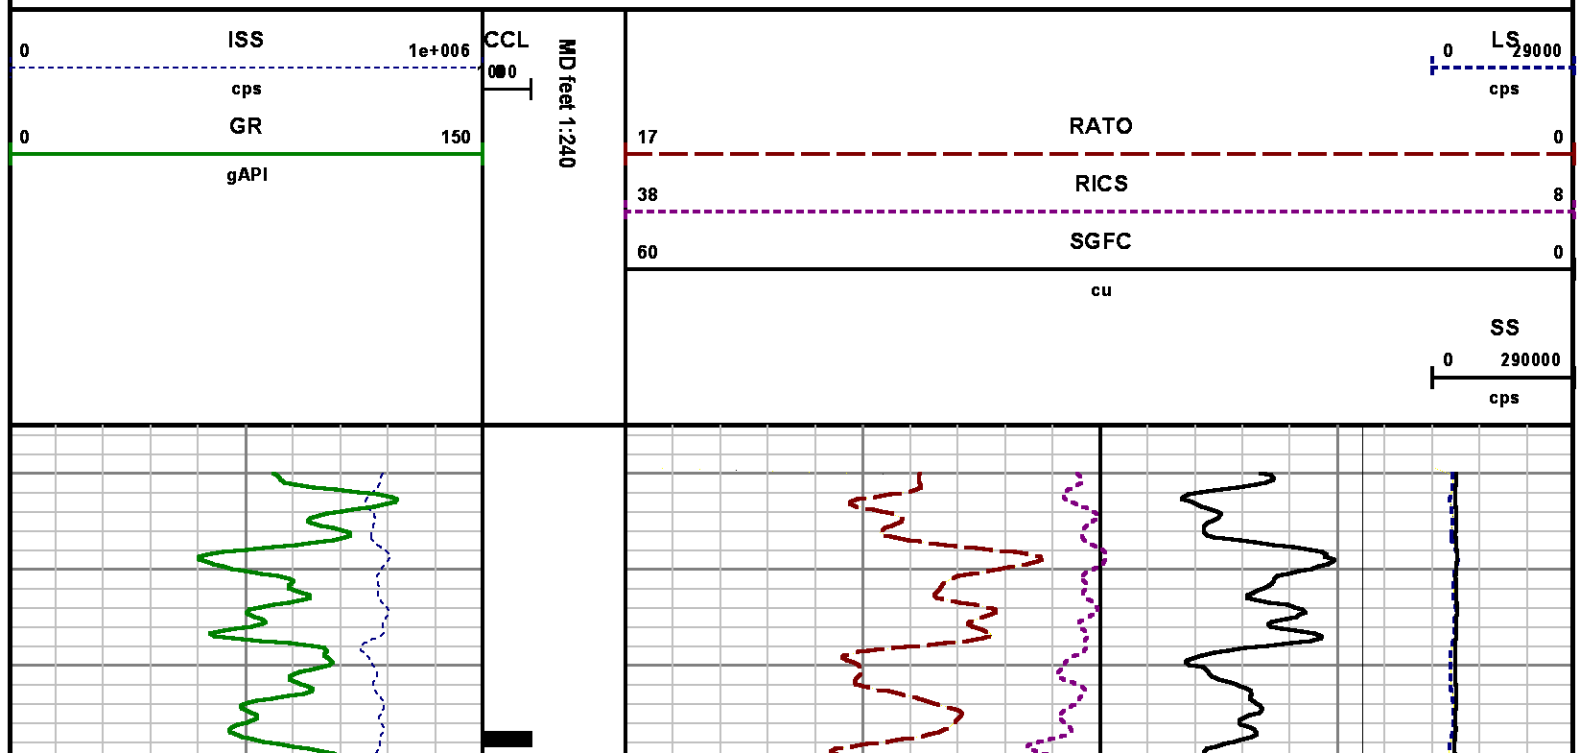 ISS
0 1e+006
cps
GR
0 150
gAPI
CCL
MD feet 1:240
LS
0 29000
cps
RATO
17 0
RICS
38 8
SGFC
60 0
cu
SS
0 290000
cps